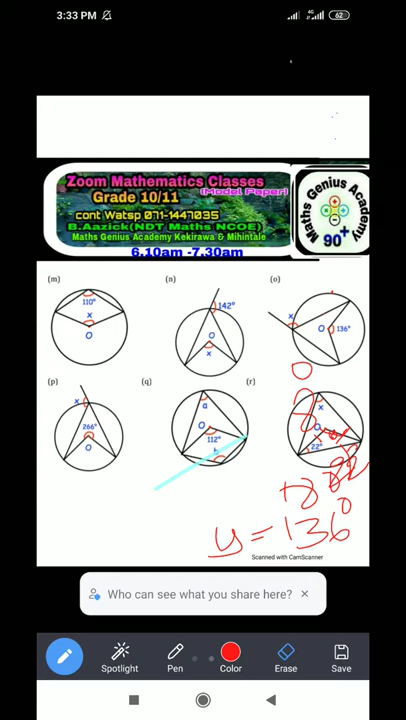 3:33 PM
4G
62
Zoom Mathematics Classes
(Model Paper)
Grade 10/11
cont Watsp 071-1447035
B.Aazick(NDT Maths NCOE)
Maths Genius Academy Kekirawa & Mihintale
6.10am -7.30am
Maths Genius Academy
90+
(m) (n) (o)
110°
x
O
142°
O
x
x
O
136°
(p) (q) (r)
x
266°
O
a
O
112°
b
x
O
22°
y = 136°
Scanned with CamScanner
Who can see what you share here? ×
Spotlight Pen Color Erase Save